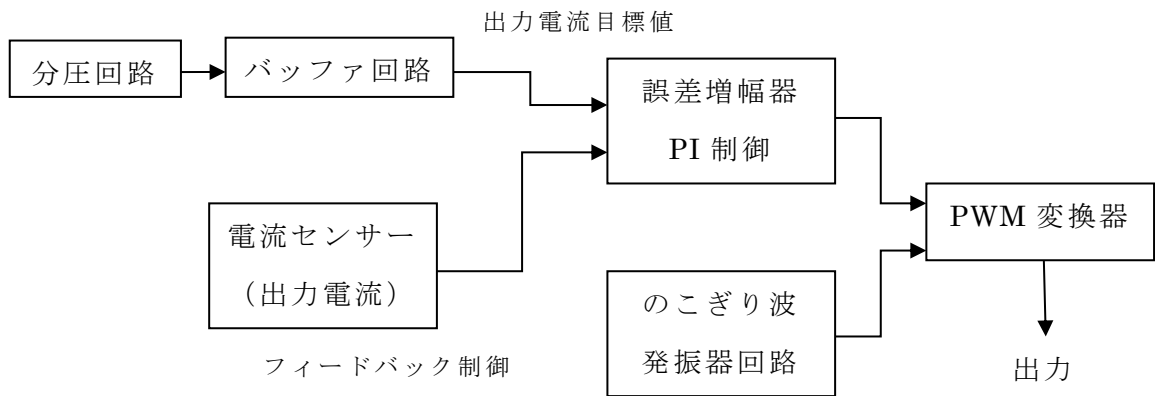 出力電流目標値
分圧回路
バッファ回路
誤差増幅器
PI 制御
電流センサー
（出力電流）
フィードバック制御
のこぎり波
発振器回路
PWM 変換器
出力